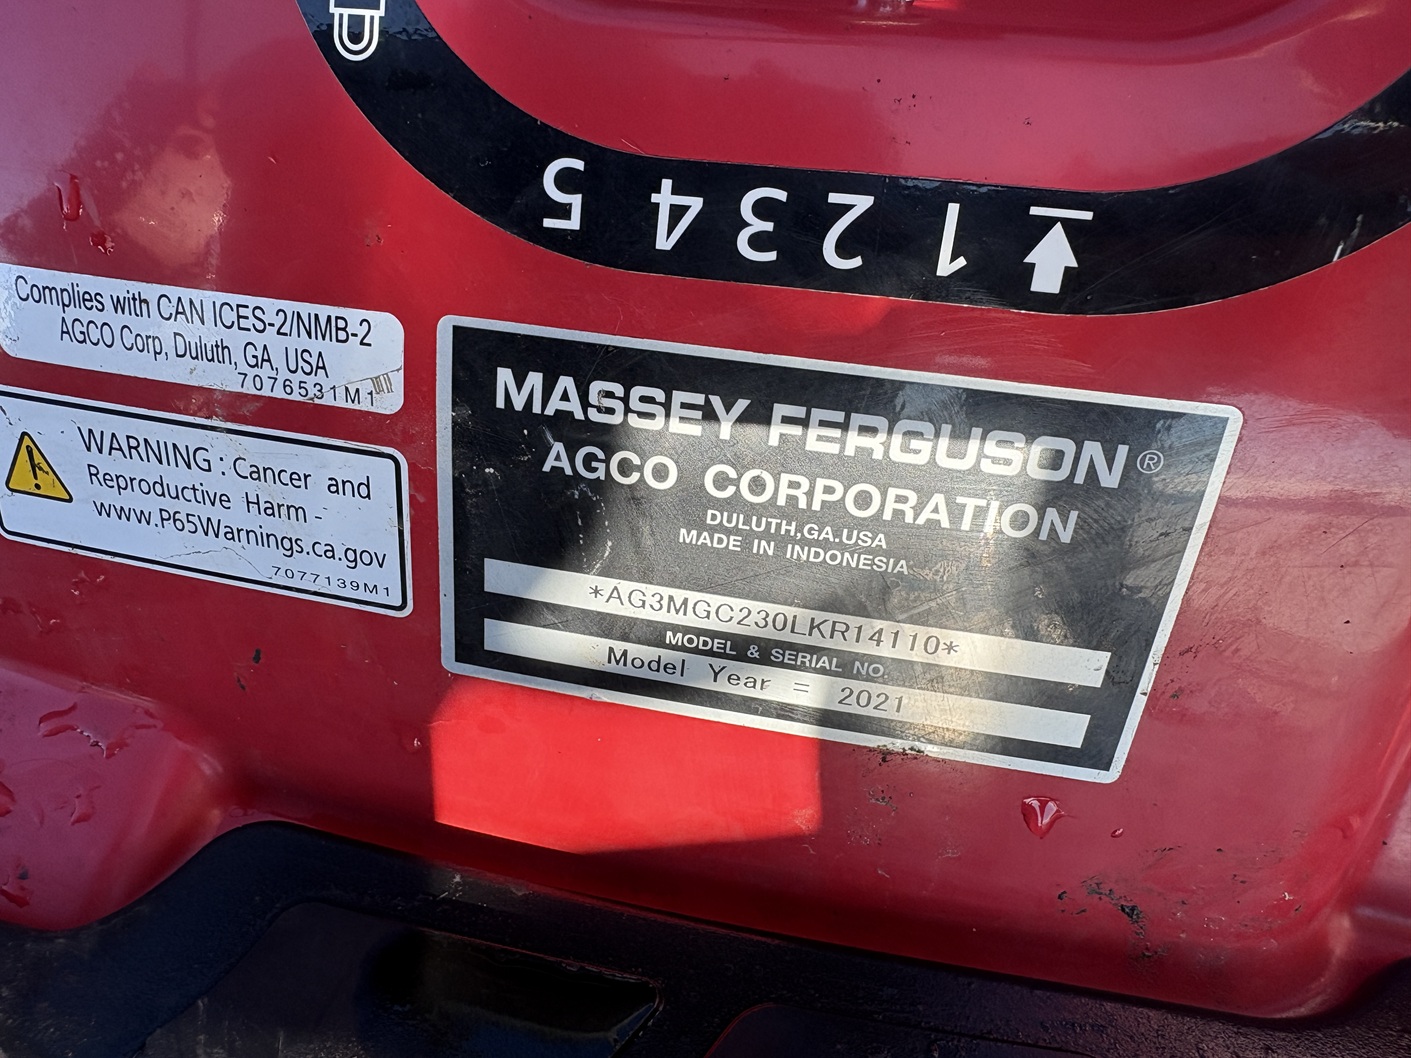 5 4 3 2 1
Complies with CAN ICES-2/NMB-2
AGCO Corp, Duluth, GA, USA
7076531M1
WARNING : Cancer and
Reproductive Harm -
www.P65Warnings.ca.gov
7077139M1
MASSEY FERGUSON®
AGCO CORPORATION
DULUTH,GA.USA
MADE IN INDONESIA
*AG3MGC230LKR14110*
MODEL & SERIAL NO.
Model Year = 2021